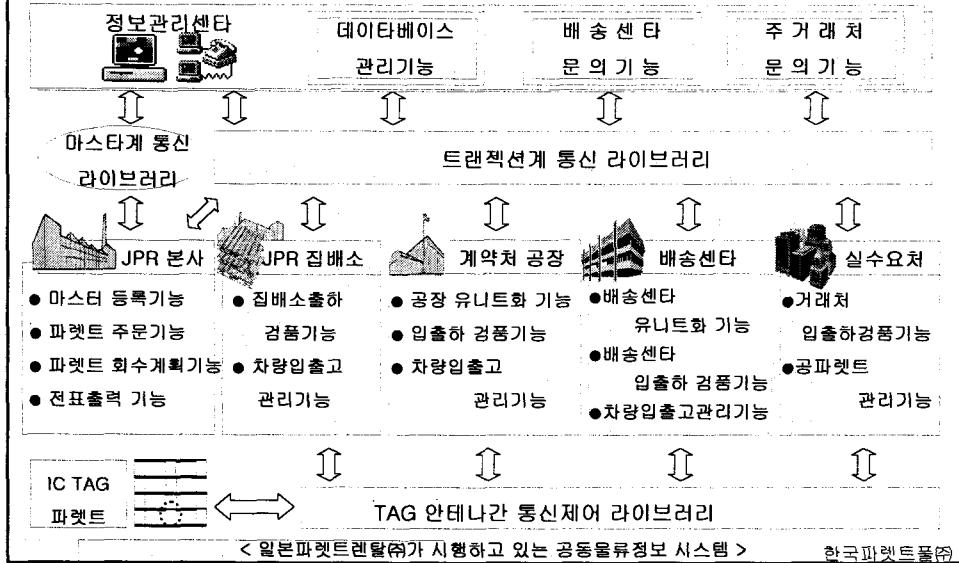 정보관리센타
데이타베이스
관리기능
배송센타
문의기능
주거래처
문의기능
마스타계 통신
라이브러리
트랜젝션계 통신 라이브러리
JPR 본사
● 마스터 등록기능
● 파렛트 주문기능
● 파렛트 회수계획기능
● 전표출력 기능
JPR 집배소
● 집배소출하
검품기능
● 차량입출고
관리기능
계약처 공장
● 공장 유니트화 기능
● 입출하 검품기능
● 차량입출고
관리기능
배송센타
●배송센타
유니트화 기능
●배송센타
입출하 검품기능
●차량입출고관리기능
실수요처
●거래처
입출하검품기능
●공파렛트
관리기능
IC TAG
파렛트
TAG 안테나간 통신제어 라이브러리
< 일본파렛트렌탈㈜가 시행하고 있는 공동물류정보 시스템 >
한국파렛트풀㈜